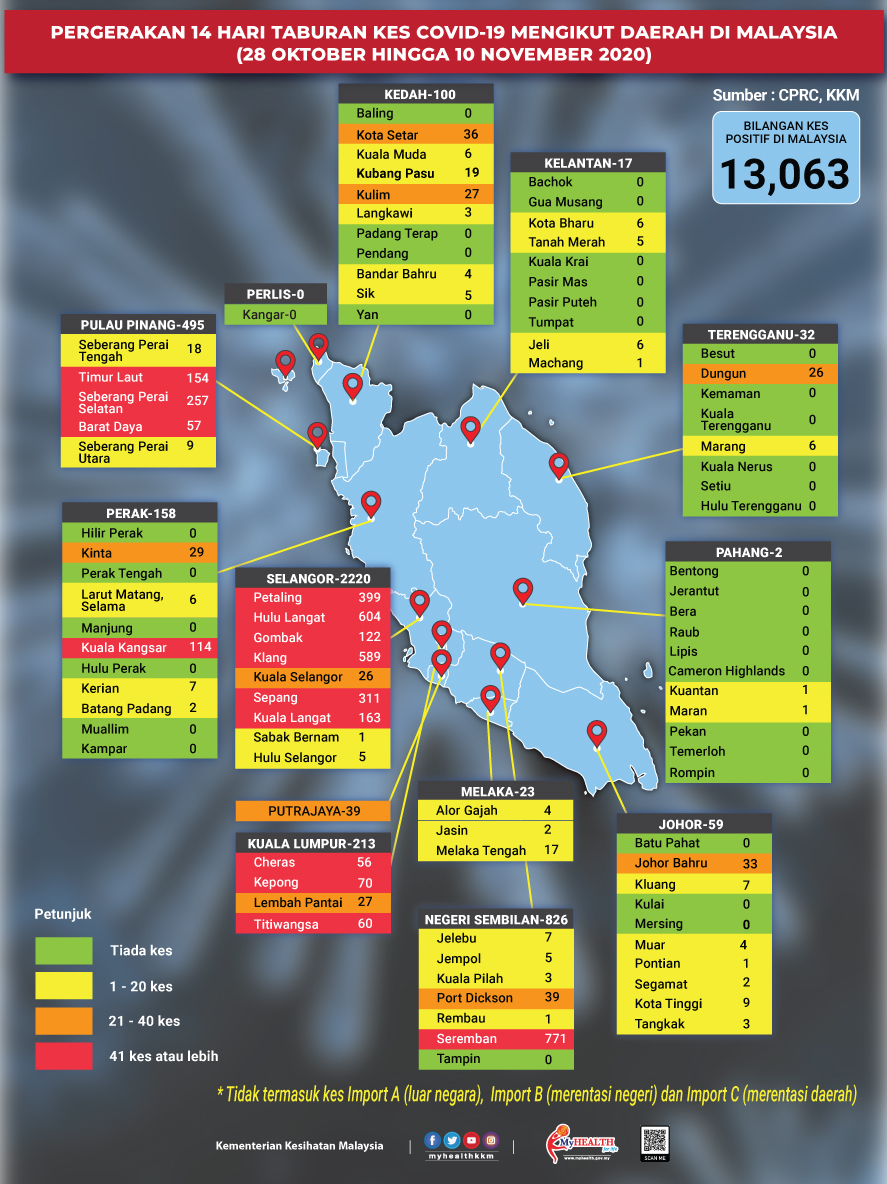 PERGERAKAN 14 HARI TABURAN KES COVID-19 MENGIKUT DAERAH DI MALAYSIA
(28 OKTOBER HINGGA 10 NOVEMBER 2020)
Sumber : CPRC, KKM
BILANGAN KES
POSITIF DI MALAYSIA
13,063
KEDAH-100
Baling 0
Kota Setar 36
Kuala Muda 6
Kubang Pasu 19
Kulim 27
Langkawi 3
Padang Terap 0
Pendang 0
Bandar Bahru 4
Sik 5
Yan 0
KELANTAN-17
Bachok 0
Gua Musang 0
Kota Bharu 6
Tanah Merah 5
Kuala Krai 0
Pasir Mas 0
Pasir Puteh 0
Tumpat 0
Jeli 6
Machang 1
PERLIS-0
Kangar-0
PULAU PINANG-495
Seberang Perai
Tengah 18
Timur Laut 154
Seberang Perai
Selatan 257
Barat Daya 57
Seberang Perai
Utara 9
TERENGGANU-32
Besut 0
Dungun 26
Kemaman 0
Kuala
Terengganu 0
Marang 6
Kuala Nerus 0
Setiu 0
Hulu Terengganu 0
PERAK-158
Hilir Perak 0
Kinta 29
Perak Tengah 0
Larut Matang,
Selama 6
Manjung 0
Kuala Kangsar 114
Hulu Perak 0
Kerian 7
Batang Padang 2
Muallim 0
Kampar 0
SELANGOR-2220
Petaling 399
Hulu Langat 604
Gombak 122
Klang 589
Kuala Selangor 26
Sepang 311
Kuala Langat 163
Sabak Bernam 1
Hulu Selangor 5
PAHANG-2
Bentong 0
Jerantut 0
Bera 0
Raub 0
Lipis 0
Cameron Highlands 0
Kuantan 1
Maran 1
Pekan 0
Temerloh 0
Rompin 0
PUTRAJAYA-39
KUALA LUMPUR-213
Cheras 56
Kepong 70
Lembah Pantai 27
Titiwangsa 60
MELAKA-23
Alor Gajah 4
Jasin 2
Melaka Tengah 17
NEGERI SEMBILAN-826
Jelebu 7
Jempol 5
Kuala Pilah 3
Port Dickson 39
Rembau 1
Seremban 771
Tampin 0
JOHOR-59
Batu Pahat 0
Johor Bahru 33
Kluang 7
Kulai 0
Mersing 0
Muar 4
Pontian 1
Segamat 2
Kota Tinggi 9
Tangkak 3
Petunjuk
Tiada kes
1 - 20 kes
21 - 40 kes
41 kes atau lebih
* Tidak termasuk kes Import A (luar negara), Import B (merentasi negeri) dan Import C (merentasi daerah)
Kementerian Kesihatan Malaysia
myhealthkkm
MyHEALTH
for life
www.myhealth.gov.my
SCAN ME